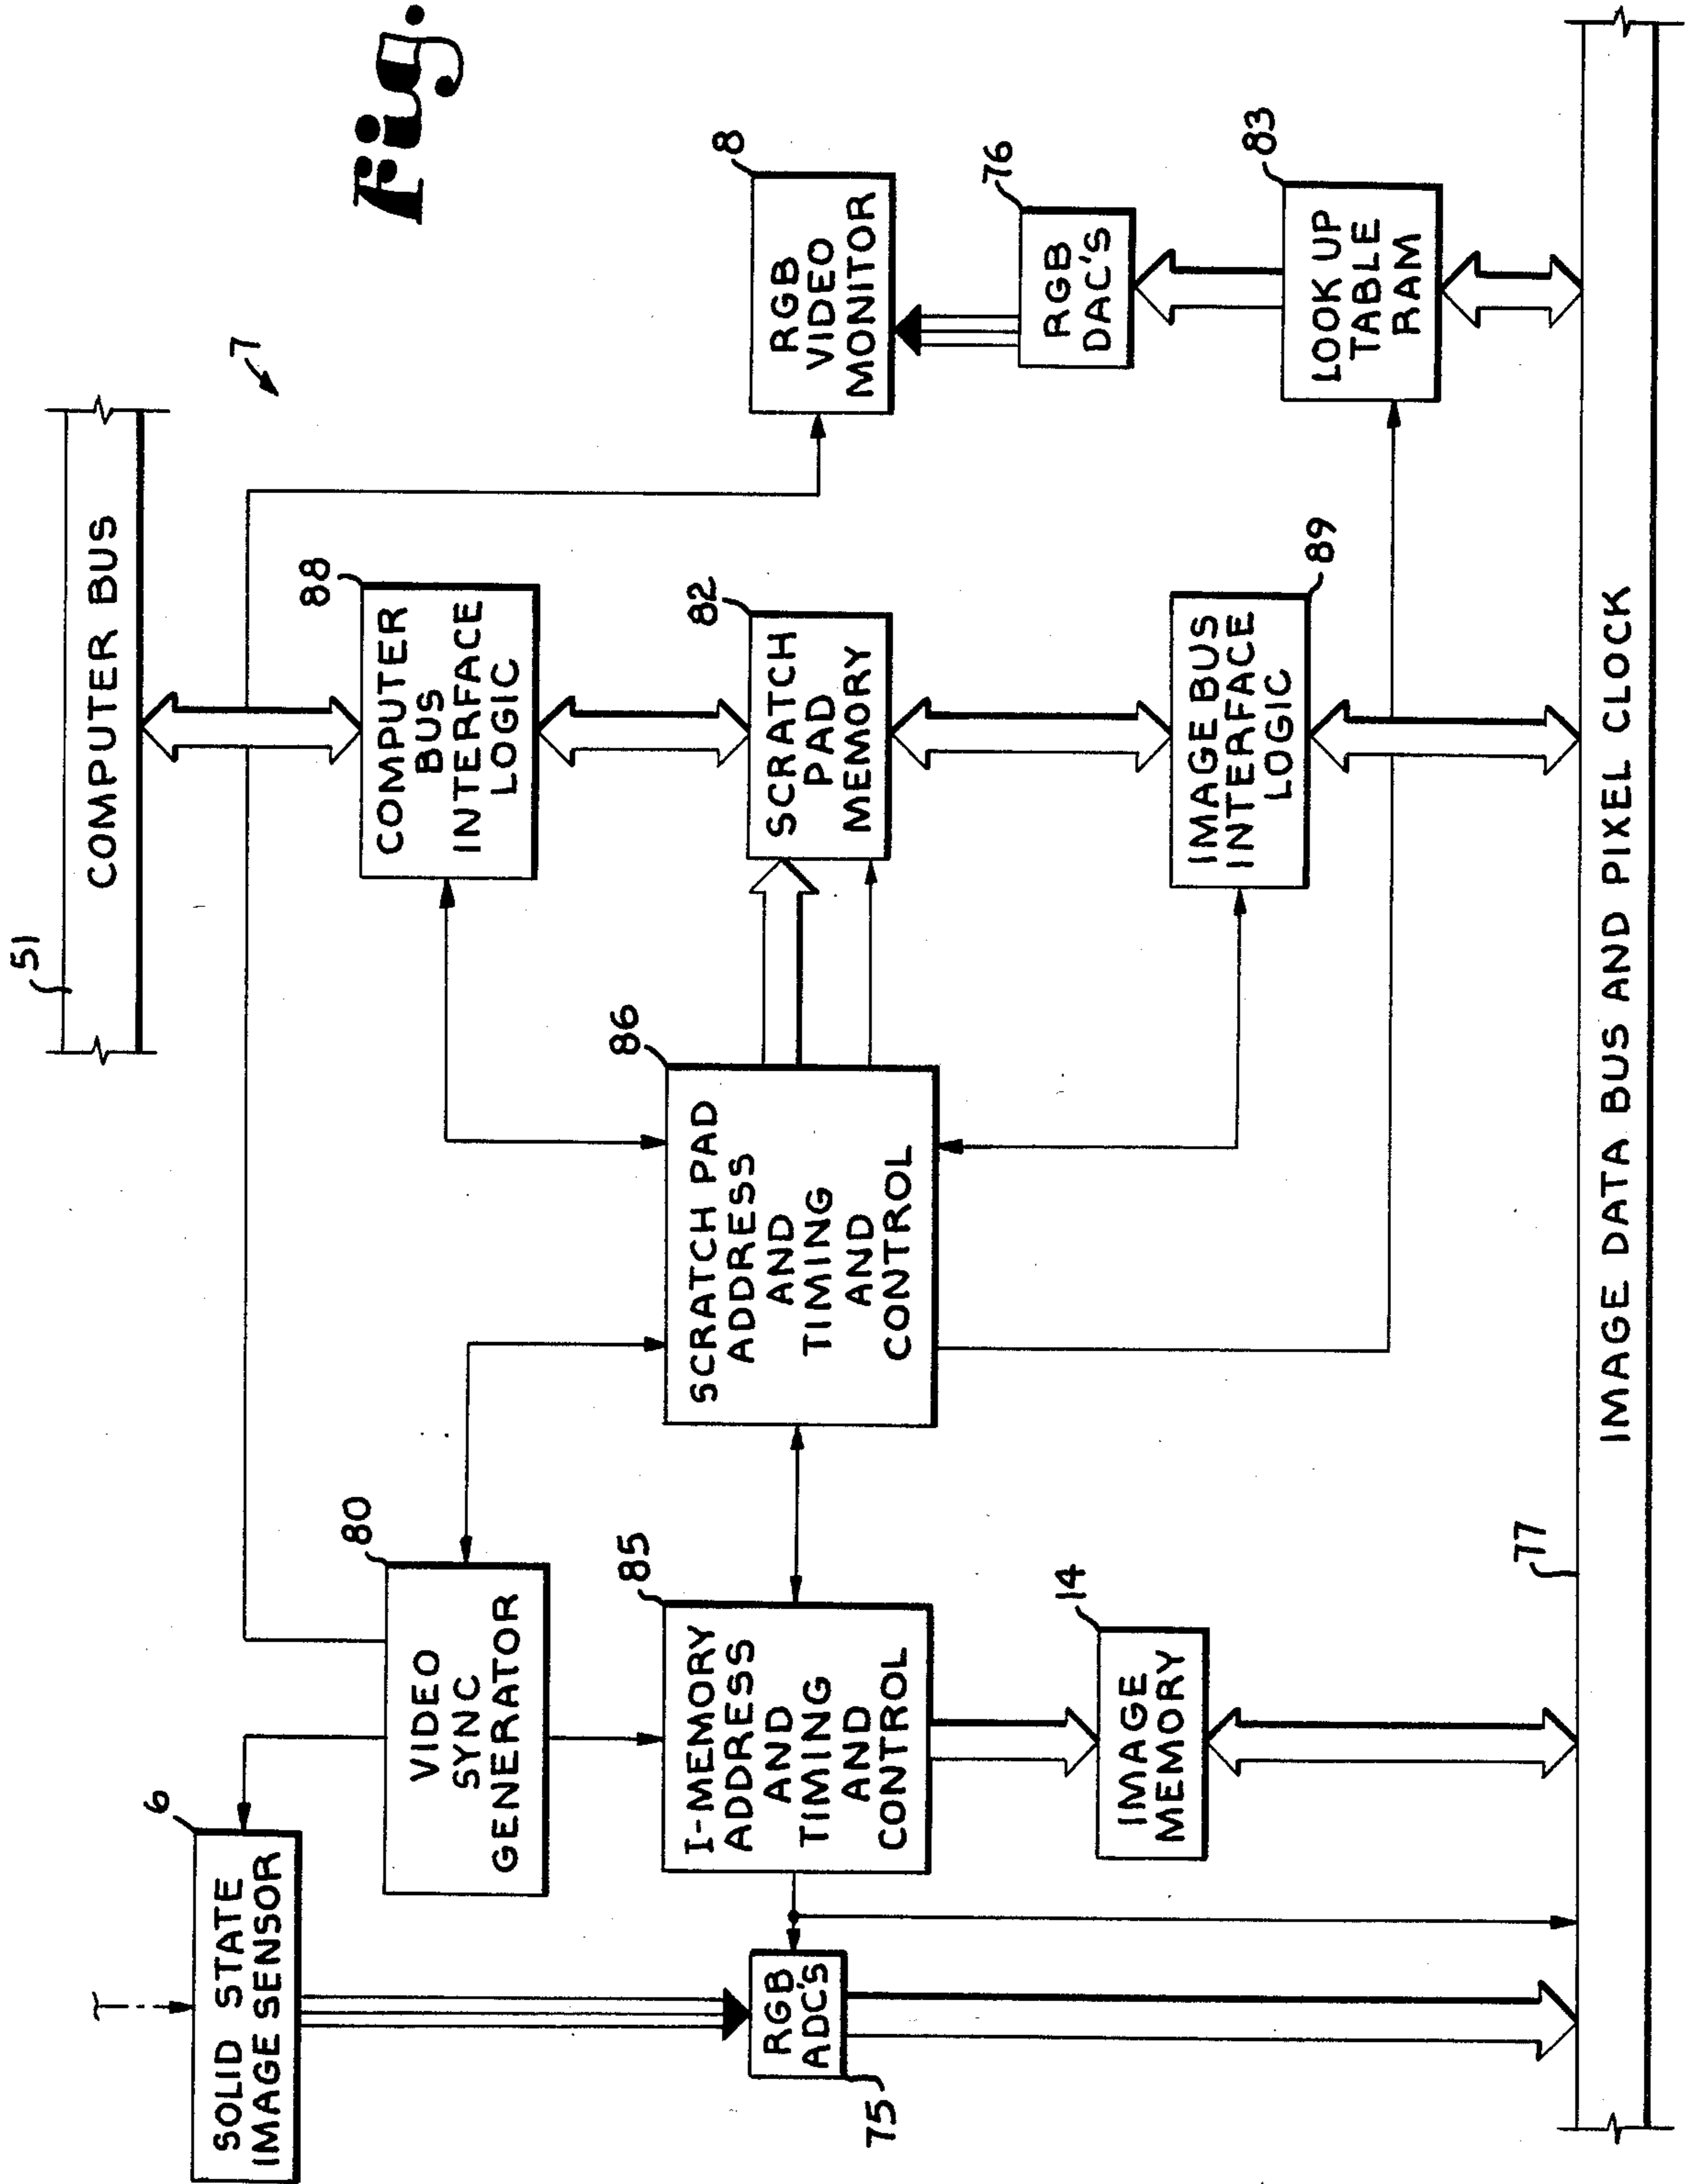 Fig.
51
COMPUTER BUS
7
6
SOLID STATE
IMAGE SENSOR
80
VIDEO
SYNC
GENERATOR
88
COMPUTER
BUS
INTERFACE
LOGIC
8
RGB
VIDEO
MONITOR
85
I-MEMORY
ADDRESS
AND
TIMING
AND
CONTROL
86
SCRATCH PAD
ADDRESS
AND
TIMING
AND
CONTROL
82
SCRATCH
PAD
MEMORY
76
RGB
DAC'S
75
RGB
ADC'S
14
IMAGE
MEMORY
89
IMAGE BUS
INTERFACE
LOGIC
83
LOOK UP
TABLE
RAM
77
IMAGE DATA BUS AND PIXEL CLOCK